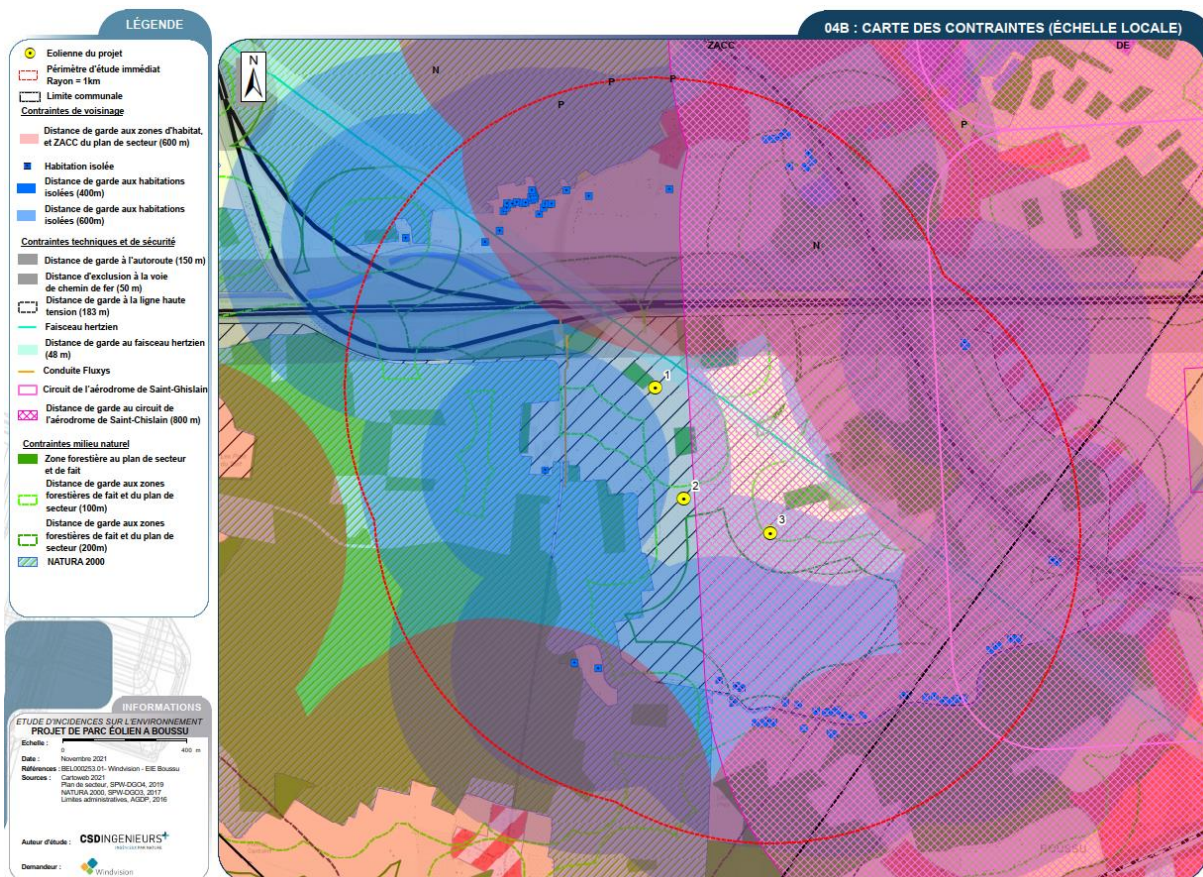 LÉGENDE
Eolienne du projet
Périmètre d'étude immédiat
Rayon = 1km
Limite communale
Contraintes de voisinage
Distance de garde aux zones d'habitat,
et ZACC du plan de secteur (600 m)
Habitation isolée
Distance de garde aux habitations
isolées (400m)
Distance de garde aux habitations
isolées (600m)
Contraintes techniques et de sécurité
Distance de garde à l'autoroute (150 m)
Distance d'exclusion à la voie
de chemin de fer (50 m)
Distance de garde à la ligne haute
tension (183 m)
Faisceau hertzien
Distance de garde au faisceau hertzien
(48 m)
Conduite Fluxys
Circuit de l'aérodrome de Saint-Ghislain
Distance de garde au circuit de
l'aérodrome de Saint-Chislain (800 m)
Contraintes milieu naturel
Zone forestière au plan de secteur
et de fait
Distance de garde aux zones
forestières de fait et du plan de
secteur (100m)
Distance de garde aux zones
forestières de fait et du plan de
secteur (200m)
NATURA 2000
INFORMATIONS
ETUDE D'INCIDENCES SUR L'ENVIRONNEMENT
PROJET DE PARC ÉOLIEN A BOUSSU
Echelle :
0 400 m
Date : Novembre 2021
Références : BEL000253.01- Windvision - EIE Boussu
Sources : Cartoweb 2021
Plan de secteur, SPW-DGO4, 2019
NATURA 2000, SPW-DGO3, 2017
Limites administratives, AGDP, 2016
Auteur d'étude : CSDINGENIEURS+
Demandeur : Windvision
04B : CARTE DES CONTRAINTES (ÉCHELLE LOCALE)
ZACC
DE
N
N
P
P
P
P
N
1
2
3
BOUSSU